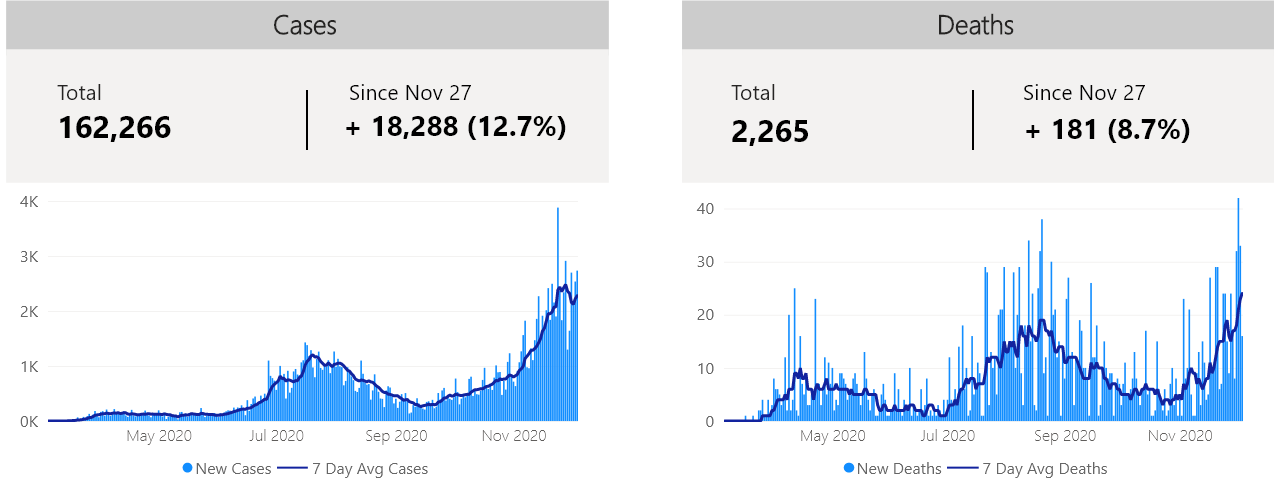 Cases
Total
162,266
Since Nov 27
+ 18,288 (12.7%)
4K
3K
2K
1K
0K
May 2020
Jul 2020
Sep 2020
Nov 2020
New Cases
7 Day Avg Cases
Deaths
Total
2,265
Since Nov 27
+ 181 (8.7%)
40
30
20
10
0
May 2020
Jul 2020
Sep 2020
Nov 2020
New Deaths
7 Day Avg Deaths